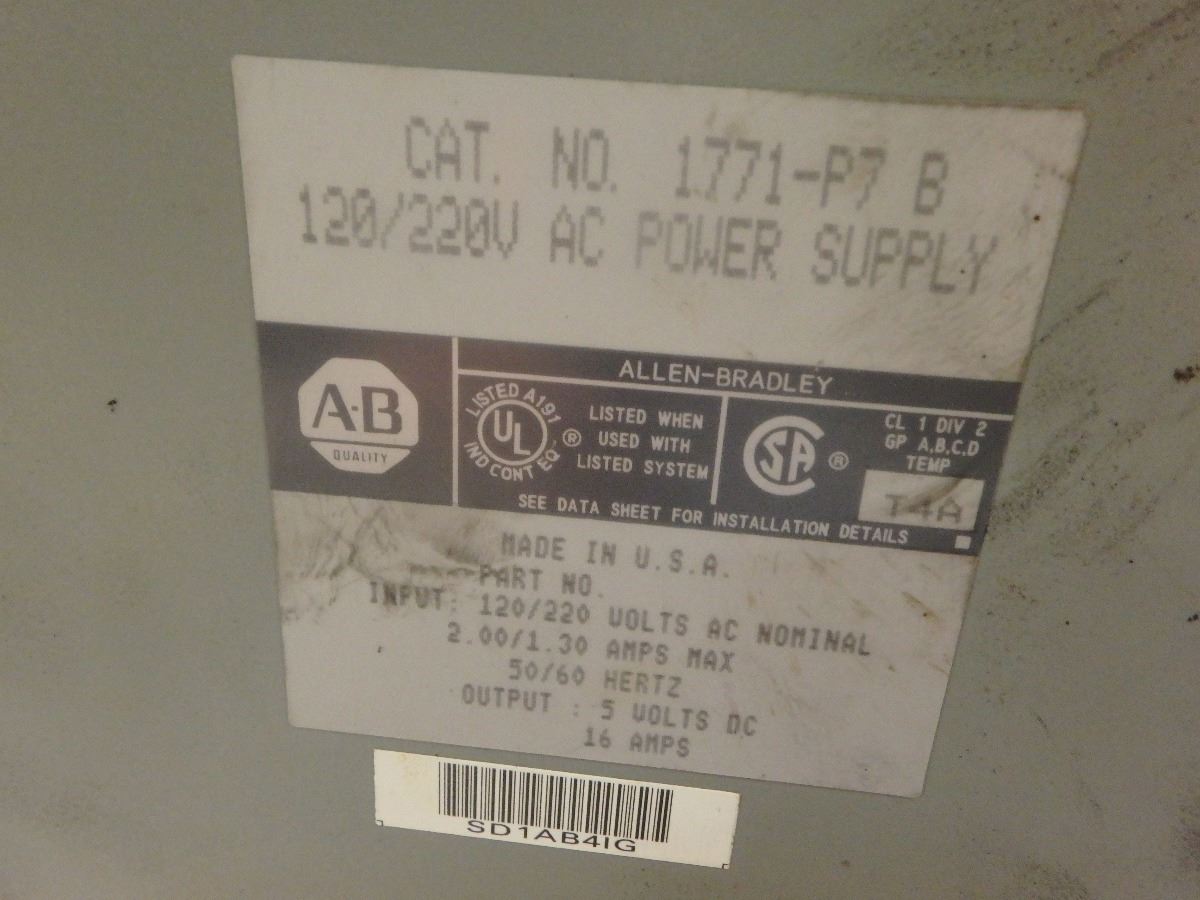 CAT. NO. 1771-P7 B
120/220V AC POWER SUPPLY
ALLEN-BRADLEY
A-B
QUALITY
LISTED A191
UL
®
IND CONT EQ
LISTED WHEN
USED WITH
LISTED SYSTEM
SA
®
CL 1 DIV 2
GP A,B,C,D
TEMP
T4A
SEE DATA SHEET FOR INSTALLATION DETAILS
MADE IN U.S.A.
PART NO.
INPUT: 120/220 VOLTS AC NOMINAL
2.00/1.30 AMPS MAX
50/60 HERTZ
OUTPUT : 5 VOLTS DC
16 AMPS
SD1AB4IG